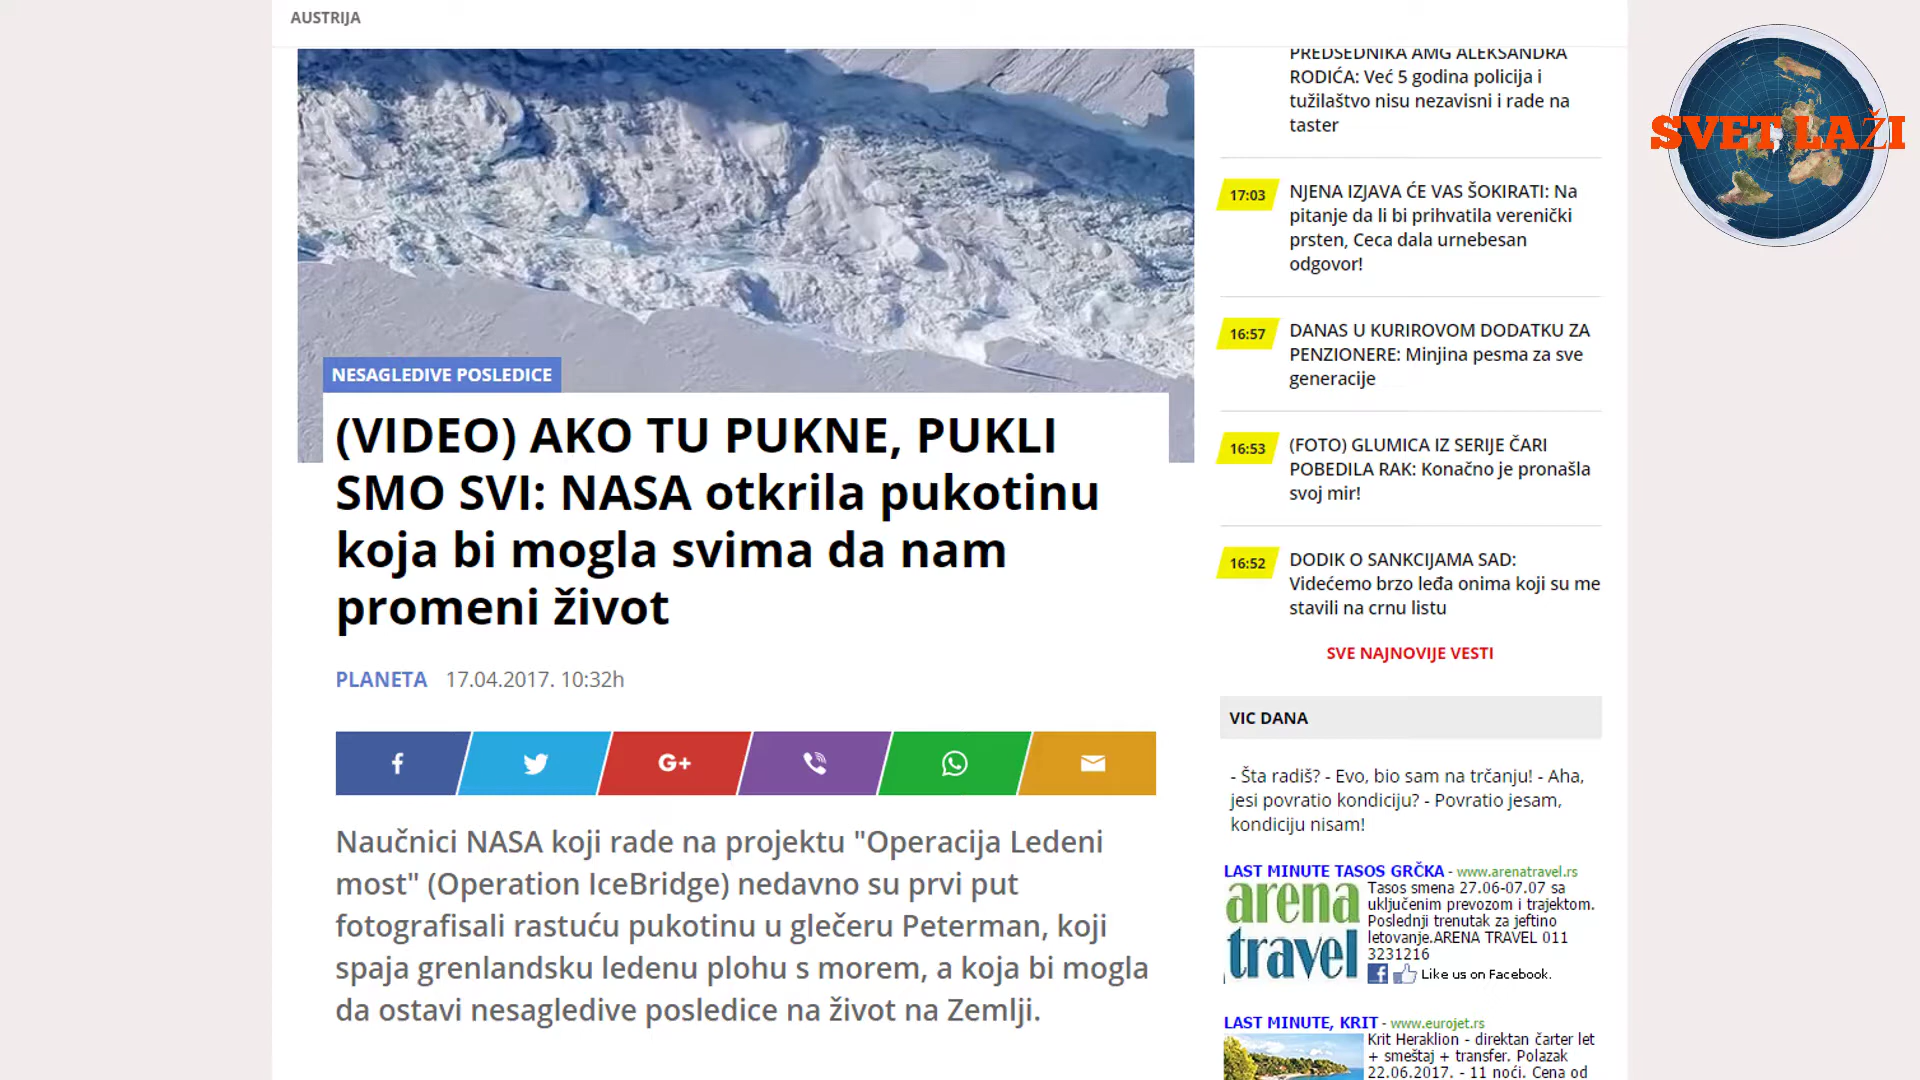 AUSTRIJA
NESAGLEDIVE POSLEDICE
(VIDEO) AKO TU PUKNE, PUKLI
SMO SVI: NASA otkrila pukotinu
koja bi mogla svima da nam
promeni život
PLANETA 17.04.2017. 10:32h
f
G+
Naučnici NASA koji rade na projektu "Operacija Ledeni
most" (Operation IceBridge) nedavno su prvi put
fotografisali rastuću pukotinu u glečeru Peterman, koji
spaja grenlandsku ledenu plohu s morem, a koja bi mogla
da ostavi nesagledive posledice na život na Zemlji.
PREDSEDNIKA AMG ALEKSANDRA
RODIĆA: Već 5 godina policija i
tužilaštvo nisu nezavisni i rade na
taster
17:03 NJENA IZJAVA ĆE VAS ŠOKIRATI: Na
pitanje da li bi prihvatila verenički
prsten, Ceca dala urnebesan
odgovor!
16:57 DANAS U KURIROVOM DODATKU ZA
PENZIONERE: Minjina pesma za sve
generacije
16:53 (FOTO) GLUMICA IZ SERIJE ČARI
POBEDILA RAK: Konačno je pronašla
svoj mir!
16:52 DODIK O SANKCIJAMA SAD:
Videćemo brzo leđa onima koji su me
stavili na crnu listu
SVE NAJNOVIJE VESTI
VIC DANA
- Šta radiš? - Evo, bio sam na trčanju! - Aha,
jesi povratio kondiciju? - Povratio jesam,
kondiciju nisam!
LAST MINUTE TASOS GRČKA - www.arenatravel.rs
arena
travel
Tasos smena 27.06-07.07 sa
uključenim prevozom i trajektom.
Poslednji trenutak za jeftino
letovanje.ARENA TRAVEL 011
3231216
Like us on Facebook.
LAST MINUTE, KRIT - www.eurojet.rs
Krit Heraklion - direktan čarter let
+ smeštaj + transfer. Polazak
22.06.2017. - 11 noći. Cena od
SVET LAŽI